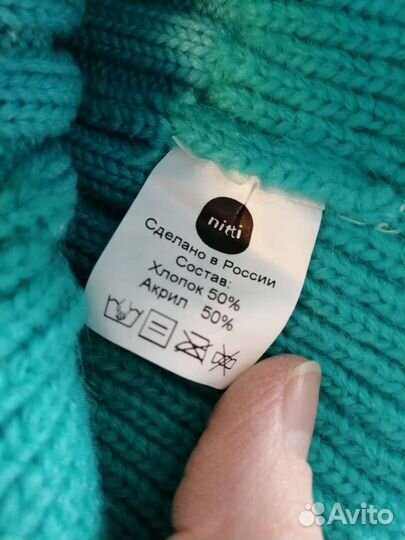 nitti
Сделано в России
Состав:
Хлопок 50%
Акрил 50%
Avito